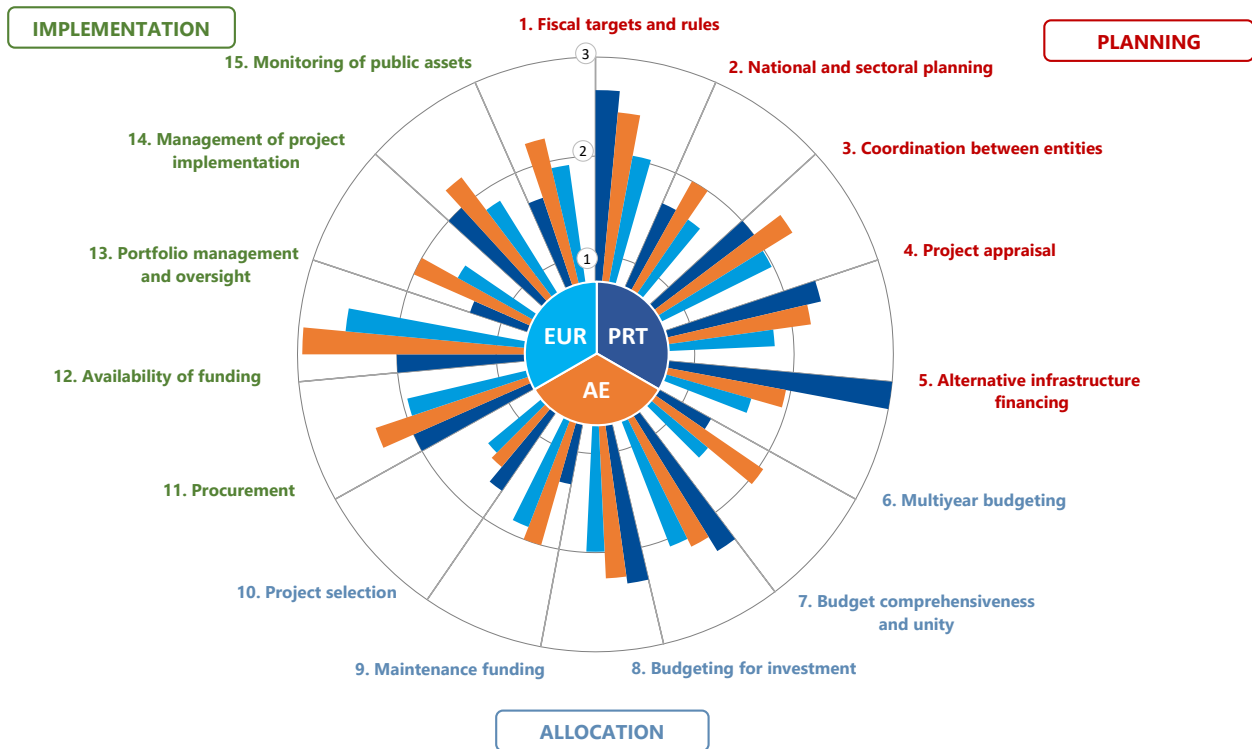 IMPLEMENTATION
PLANNING
1. Fiscal targets and rules
2. National and sectoral planning
3. Coordination between entities
4. Project appraisal
5. Alternative infrastructure
financing
6. Multiyear budgeting
7. Budget comprehensiveness
and unity
8. Budgeting for investment
9. Maintenance funding
10. Project selection
11. Procurement
12. Availability of funding
13. Portfolio management
and oversight
14. Management of project
implementation
15. Monitoring of public assets
3
2
1
EUR
PRT
AE
ALLOCATION